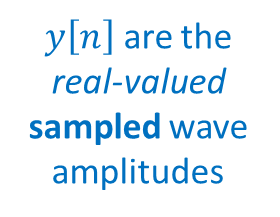 y[n] are the
real-valued
sampled wave
amplitudes